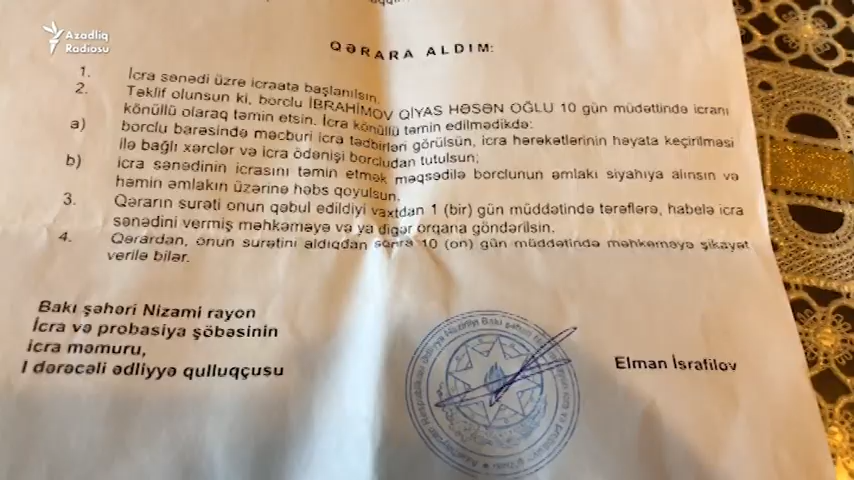 Azadlıq
Radiosu
QƏRARA ALDIM:
1. İcra sənədi üzrə icraata başlanılsın.
2. Təklif olunsun ki, borclu İBRAHİMOV QİYAS HƏSƏN OĞLU 10 gün müddətində icranı
könüllü olaraq təmin etsin. İcra könüllü təmin edilmədikdə:
a) borclu barəsində məcburi icra tədbirləri görülsün, icra hərəkətlərinin həyata keçirilməsi
ilə bağlı xərclər və icra ödənişi borcludan tutulsun;
b) icra sənədinin icrasını təmin etmək məqsədilə borclunun əmlakı siyahıya alınsın və
həmin əmlakın üzərinə həbs qoyulsun.
3. Qərarın surəti onun qəbul edildiyi vaxtdan 1 (bir) gün müddətində tərəflərə, habelə icra
sənədini vermiş məhkəməyə və ya digər orqana göndərilsin.
4. Qərardan, onun surətini aldıqdan sonra 10 (on) gün müddətində məhkəməyə şikayət
verilə bilər.
Bakı şəhəri Nizami rayon
İcra və probasiya şöbəsinin
icra məmuru,
I dərəcəli ədliyyə qulluqçusu
Elman İsrafilov